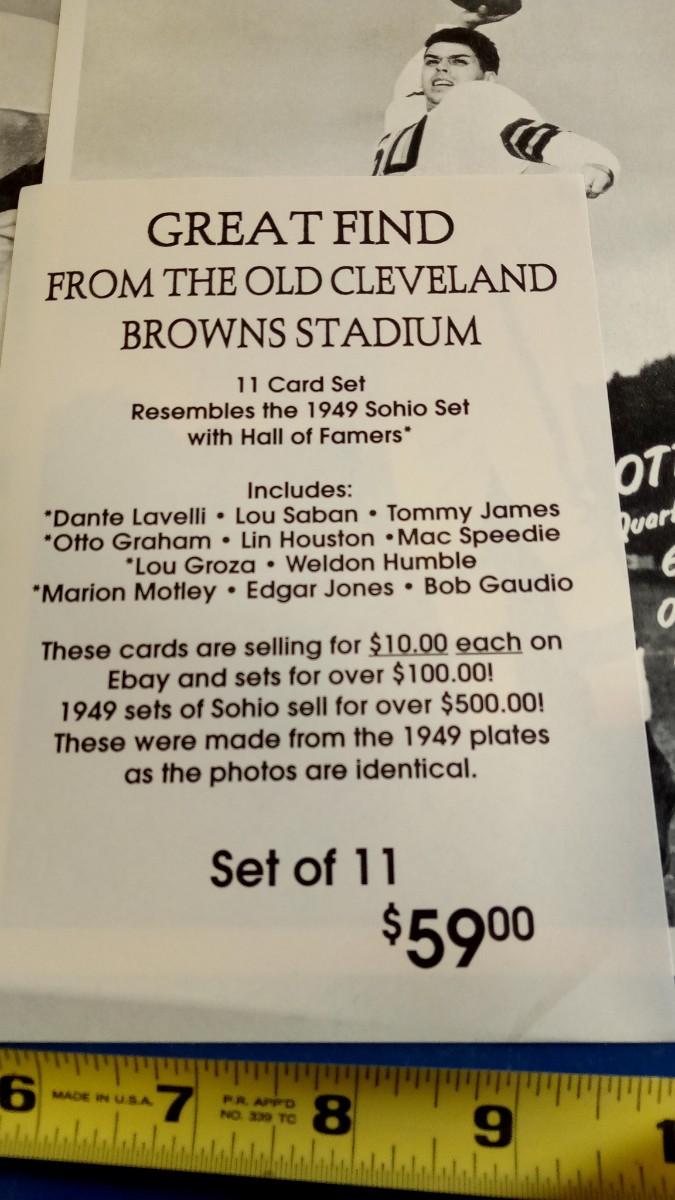 60
GREAT FIND
FROM THE OLD CLEVELAND
BROWNS STADIUM
11 Card Set
Resembles the 1949 Sohio Set
with Hall of Famers*
Includes:
*Dante Lavelli • Lou Saban • Tommy James
*Otto Graham • Lin Houston •Mac Speedie
*Lou Groza • Weldon Humble
*Marion Motley • Edgar Jones • Bob Gaudio
These cards are selling for $10.00 each on
Ebay and sets for over $100.00!
1949 sets of Sohio sell for over $500.00!
These were made from the 1949 plates
as the photos are identical.
Set of 11
$5900
OTT
Quart
6
6 MADE IN U.S.A. 7 P.R. APP'D 8 9
NO. 339 TC